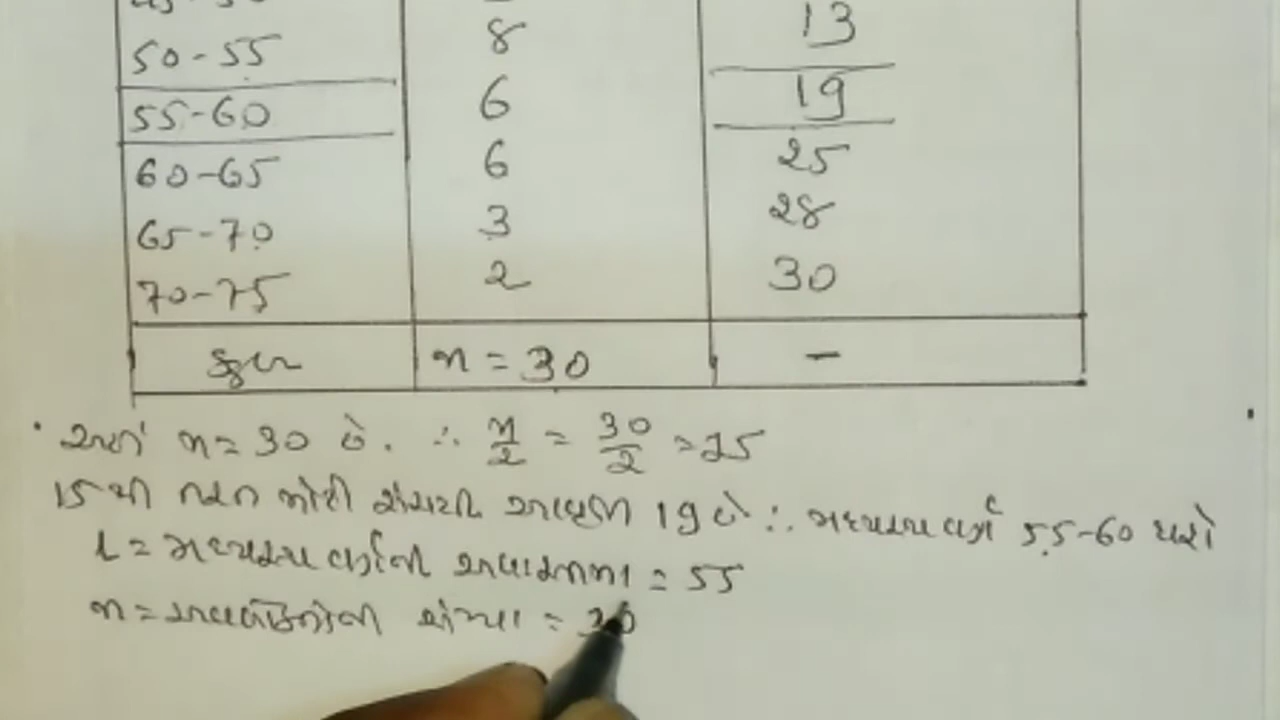 50-55 8 13
55-60 6 19
60-65 6 25
65-70 3 28
70-75 2 30
કુલ n = 30 -
અહીં n = 30 છે. ∴ n/2 = 30/2 = 15
15 થી તરત મોટી સંચયી આવૃત્તિ 19 છે ∴ મધ્યસ્થ વર્ગ 55-60 થશે
l = મધ્યસ્થ વર્ગની અધઃસીમા = 55
n = અવલોકનોની સંખ્યા = 30